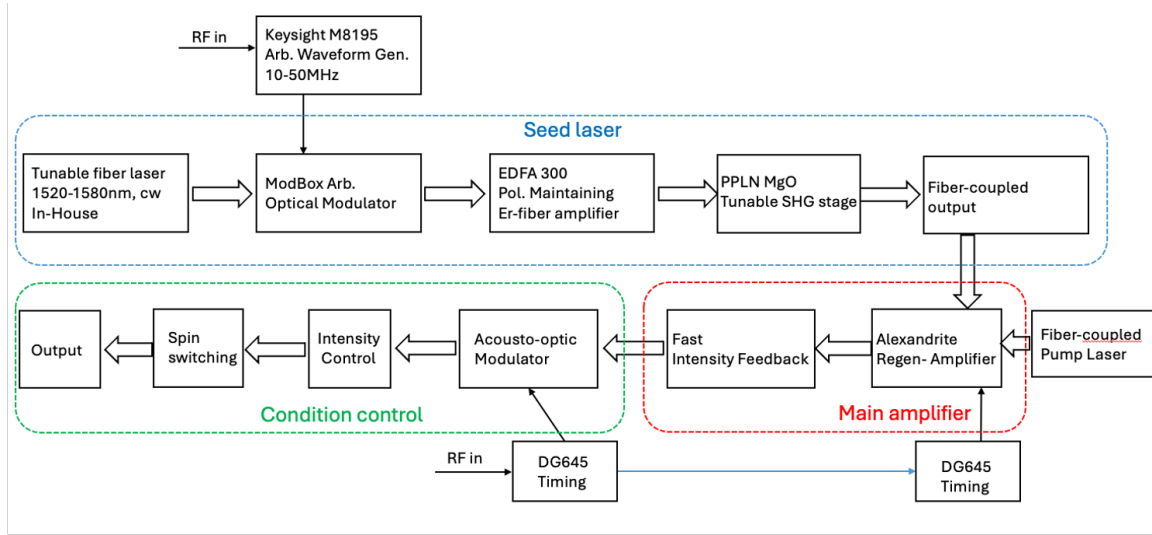 RF in
Keysight M8195
Arb. Waveform Gen.
10-50MHz
Seed laser
Tunable fiber laser
1520-1580nm, cw
In-House
ModBox Arb.
Optical Modulator
EDFA 300
Pol. Maintaining
Er-fiber amplifier
PPLN MgO
Tunable SHG stage
Fiber-coupled
output
Output
Spin
switching
Intensity
Control
Acousto-optic
Modulator
Fast
Intensity Feedback
Alexandrite
Regen- Amplifier
Fiber-coupled
Pump Laser
Condition control
Main amplifier
RF in
DG645
Timing
DG645
Timing